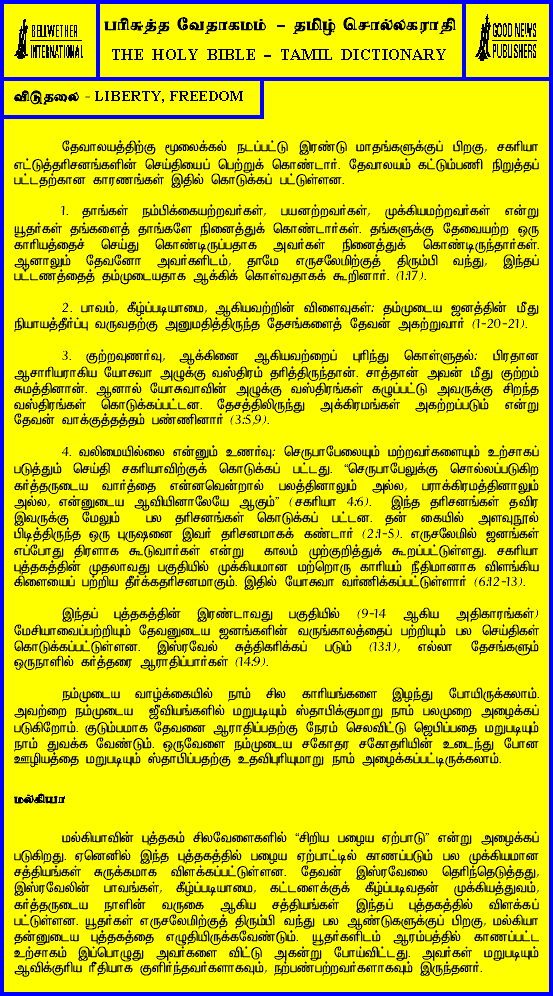 BELLWETHER
INTERNATIONAL
பரிசுத்த வேதாகமம் – தமிழ் சொல்லகராதி
THE HOLY BIBLE – TAMIL DICTIONARY
GOOD NEWS
PUBLISHERS
விடுதலை - LIBERTY, FREEDOM
தேவாலயத்திற்கு மூலைக்கல் நடப்பட்டு இரண்டு மாதங்களுக்குப் பிறகு, சகரியா
எட்டுத்தரிசனங்களின் செய்தியைப் பெற்றுக் கொண்டார். தேவாலயம் கட்டும்பணி நிறுத்தப்
பட்டதற்கான காரணங்கள் இதில் கொடுக்கப் பட்டுள்ளன.
1. தாங்கள் நம்பிக்கையற்றவர்கள், பயனற்றவர்கள், முக்கியமற்றவர்கள் என்று
யூதர்கள் தங்களைத் தாங்களே நினைத்துக் கொண்டார்கள். தங்களுக்கு தேவையற்ற ஒரு
காரியத்தைச் செய்து கொண்டிருப்பதாக அவர்கள் நினைத்துக் கொண்டிருந்தார்கள்.
ஆனாலும் தேவனோ அவர்களிடம், தாமே எருசலேமிற்குத் திரும்பி வந்து, இந்தப்
பட்டணத்தைத் தம்முடையதாக ஆக்கிக் கொள்வதாகக் கூறினார். (1:17).
2. பாவம், கீழ்ப்படியாமை, ஆகியவற்றின் விளைவுகள்: தம்முடைய ஜனத்தின் மீது
நியாயத்தீர்ப்பு வருவதற்கு அனுமதித்திருந்த தேசங்களைத் தேவன் அகற்றுவார் (1-20-21).
3. குற்றவுணர்வு, ஆக்கினை ஆகியவற்றைப் புரிந்து கொள்ளுதல்: பிரதான
ஆசாரியராகிய யோசுவா அழுக்கு வஸ்திரம் தரித்திருந்தான். சாத்தான் அவன் மீது குற்றம்
சுமத்தினான். ஆனால் யோசுவாவின் அழுக்கு வஸ்திரங்கள் கழுப்பட்டு அவருக்கு சிறந்த
வஸ்திரங்கள் கொடுக்கப்பட்டன. தேசத்திலிருந்து அக்கிரமங்கள் அகற்றப்படும் என்று
தேவன் வாக்குத்தத்தம் பண்ணினார் (3:5,9).
4. வலிமையில்லை என்னும் உணர்வு: செருபாபேலையும் மற்றவர்களையும் உற்சாகப்
படுத்தும் செய்தி சகரியாவிற்குக் கொடுக்கப் பட்டது. “செருபாபேலுக்கு சொல்லப்படுகிற
கர்த்தருடைய வார்த்தை என்னவென்றால் பலத்தினாலும் அல்ல, பராக்கிரமத்தினாலும்
அல்ல, என்னுடைய ஆவியினாலேயே ஆகும்” (சகரியா 4:6). இந்த தரிசனங்கள் தவிர
இவருக்கு மேலும் பல தரிசனங்கள் கொடுக்கப் பட்டன. தன் கையில் அளவுநூல்
பிடித்திருந்த ஒரு புருஷனை இவர் தரிசனமாகக் கண்டார் (2:1-5). எருசலேமில் ஜனங்கள்
எப்போது திரளாக கூடுவார்கள் என்று காலம் முற்குறித்துக் கூறப்பட்டுள்ளது. சகரியா
புத்தகத்தின் முதலாவது பகுதியில் முக்கியமான மற்றொரு காரியம் நீதிமானாக விளங்கிய
கிளையைப் பற்றிய தீர்க்கதரிசனமாகும். இதில் யோசுவா வர்ணிக்கப்பட்டுள்ளார் (6:12-13).
இந்தப் புத்தகத்தின் இரண்டாவது பகுதியில் (9-14 ஆகிய அதிகாரங்கள்)
மேசியாவைப்பற்றியும் தேவனுடைய ஜனங்களின் வருங்காலத்தைப் பற்றியும் பல செய்திகள்
கொடுக்கப்பட்டுள்ளன. இஸ்ரவேல் சுத்திகரிக்கப் படும் (13:1), எல்லா தேசங்களும்
ஒருநாளில் கர்த்தரை ஆராதிப்பார்கள் (14:9).
நம்முடைய வாழ்க்கையில் நாம் சில காரியங்களை இழந்து போயிருக்கலாம்.
அவற்றை நம்முடைய ஜீவியங்களில் மறுபடியும் ஸ்தாபிக்குமாறு நாம் பலமுறை அழைக்கப்
படுகிறோம். குடும்பமாக தேவனை ஆராதிப்பதற்கு நேரம் செலவிட்டு ஜெபிப்பதை மறுபடியும்
நாம் துவக்க வேண்டும். ஒருவேளை நம்முடைய சகோதர சகோதரியின் உடைந்து போன
ஊழியத்தை மறுபடியும் ஸ்தாபிப்பதற்கு உதவிபுரியுமாறு நாம் அழைக்கப்பட்டிருக்கலாம்.
மல்கியா
மல்கியாவின் புத்தகம் சிலவேளைகளில் “சிறிய பழைய ஏற்பாடு” என்று அழைக்கப்
படுகிறது. ஏனெனில் இந்த புத்தகத்தில் பழைய ஏற்பாட்டில் காணப்படும் பல முக்கியமான
சத்தியங்கள் சுருக்கமாக விளக்கப்பட்டுள்ளன. தேவன் இஸ்ரவேலை தெரிந்தெடுத்தது,
இஸ்ரவேலின் பாவங்கள், கீழ்ப்படியாமை, கட்டளைக்குக் கீழ்ப்படிவதன் முக்கியத்துவம்,
கர்த்தருடைய நாளின் வருகை ஆகிய சத்தியங்கள் இந்தப் புத்தகத்தில் விளக்கப்
பட்டுள்ளன. யூதர்கள் எருசலேமிற்குத் திரும்பி வந்து பல ஆண்டுகளுக்குப் பிறகு, மல்கியா
தன்னுடைய புத்தகத்தை எழுதியிருக்கவேண்டும். யூதர்களிடம் ஆரம்பத்தில் காணப்பட்ட
உற்சாகம் இப்பொழுது அவர்களை விட்டு அகன்று போய்விட்டது. அவர்கள் மறுபடியும்
ஆவிக்குரிய ரீதியாக குளிர்ந்தவர்களாகவும், நற்பண்பற்றவர்களாகவும் இருந்தனர்.